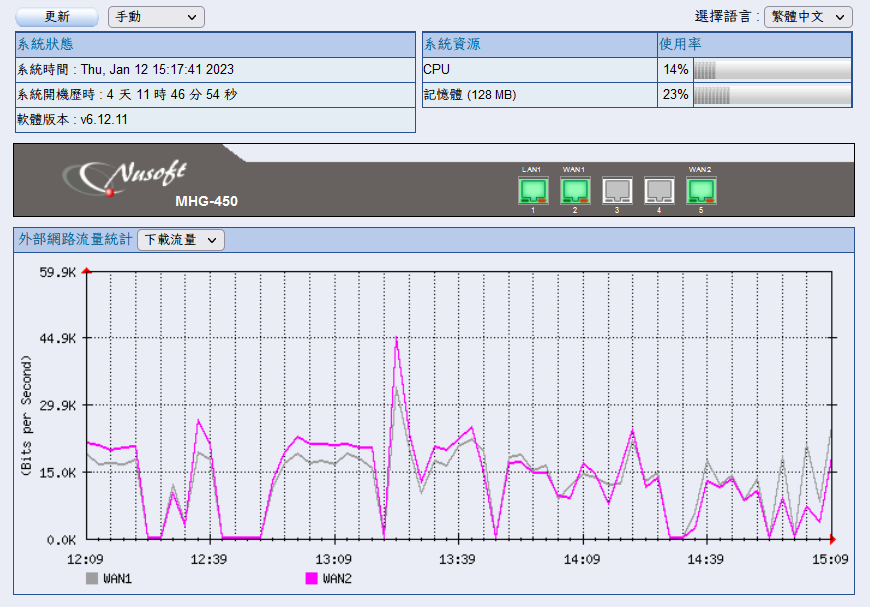 更新 手動 選擇語言 : 繁體中文
系統狀態
系統時間 : Thu, Jan 12 15:17:41 2023
系統開機歷時 : 4 天 11 時 46 分 54 秒
軟體版本 : v6.12.11
系統資源 使用率
CPU 14%
記憶體 (128 MB) 23%
Nusoft
MHG-450
LAN1 WAN1 WAN2
1 2 3 4 5
外部網路流量統計 下載流量
(Bits per Second)
59.9K
44.9K
29.9K
15.0K
0.0K
12:09 12:39 13:09 13:39 14:09 14:39 15:09
WAN1 WAN2